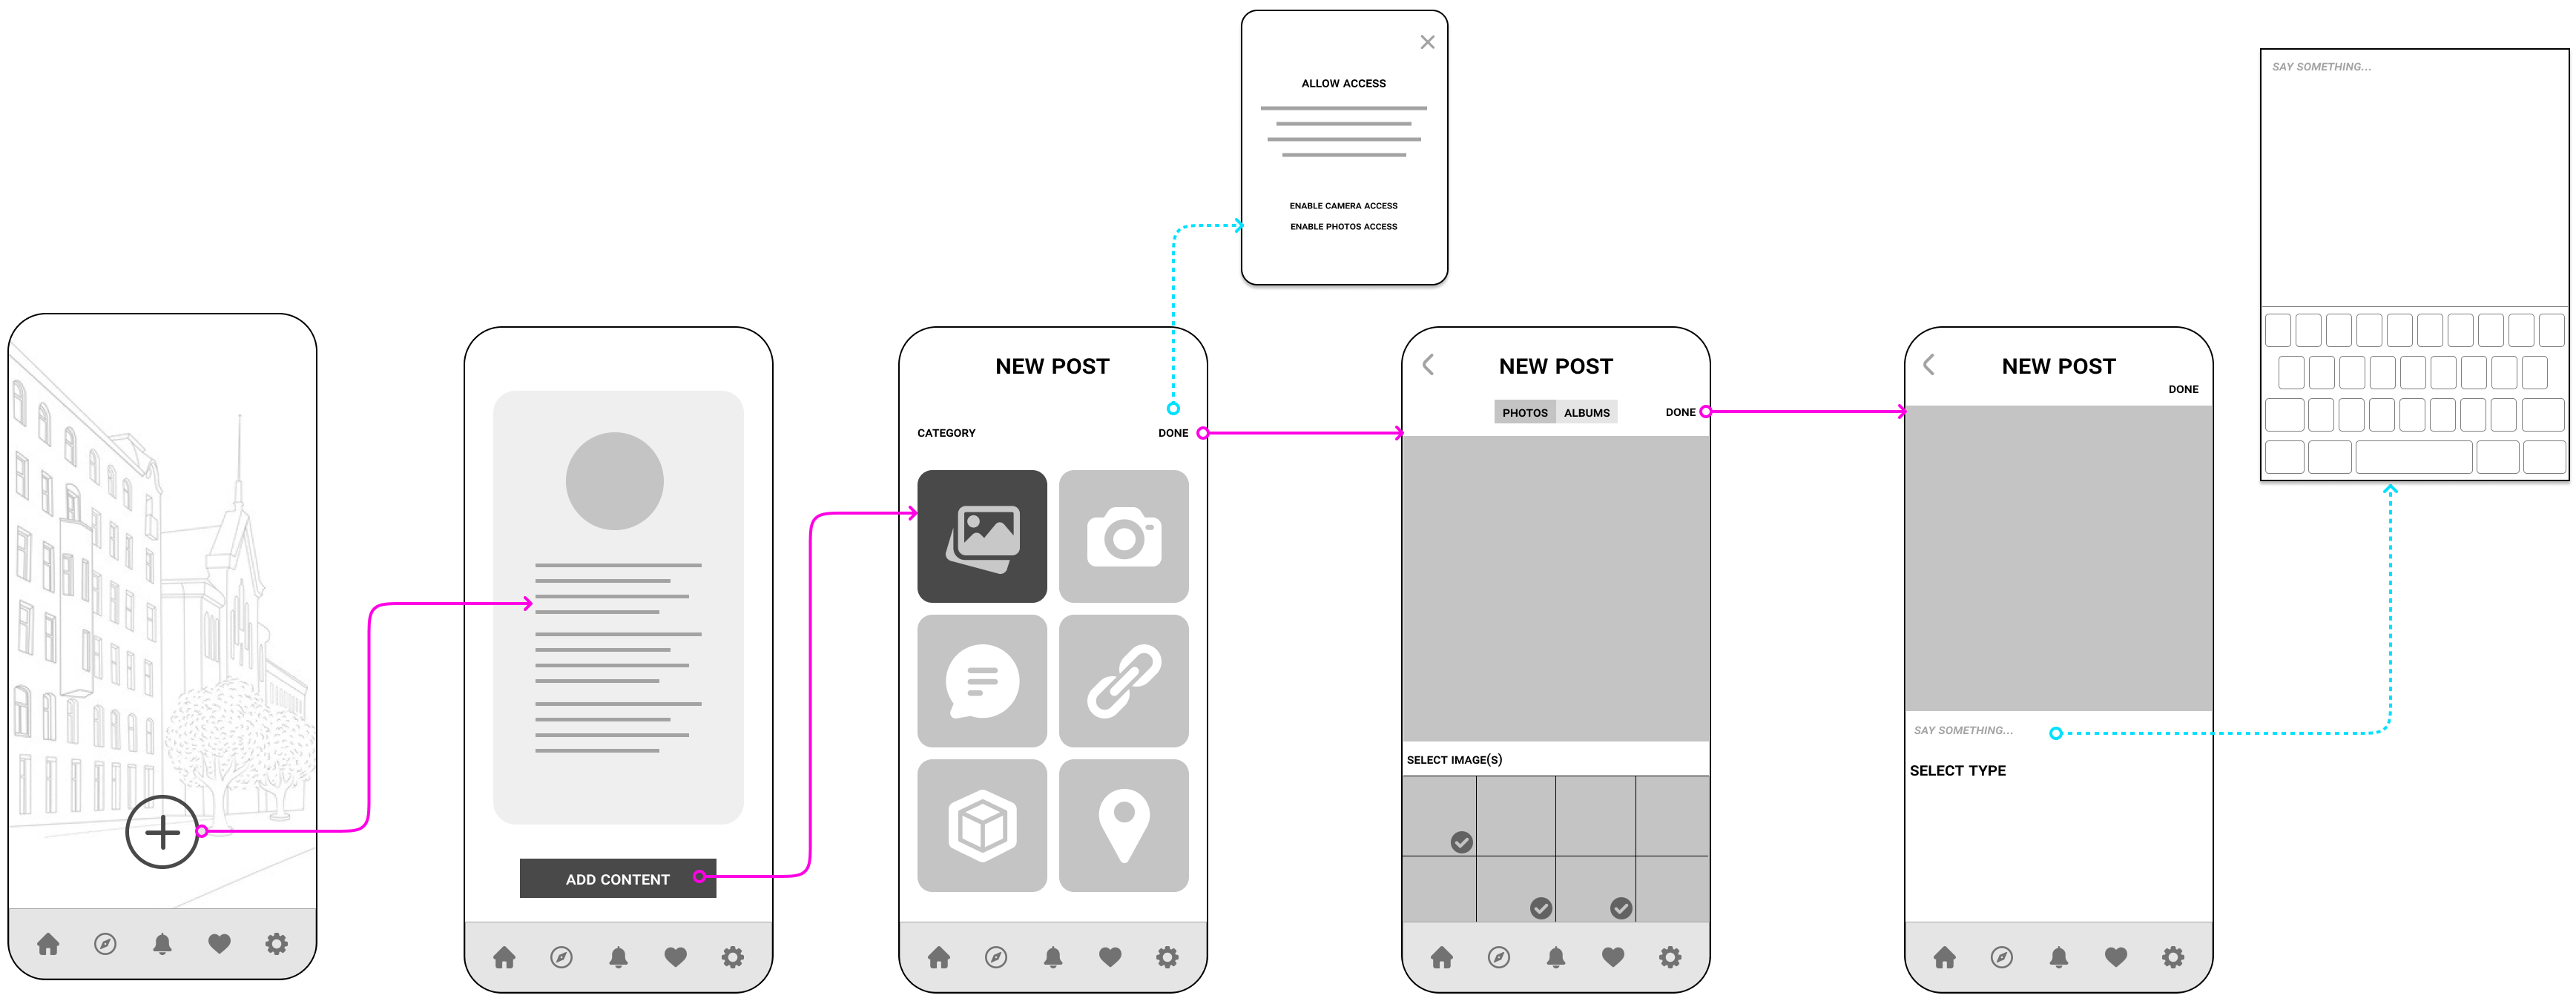 ALLOW ACCESS
ENABLE CAMERA ACCESS
ENABLE PHOTOS ACCESS
SAY SOMETHING...
ADD CONTENT
NEW POST
CATEGORY
DONE
NEW POST
PHOTOS
ALBUMS
DONE
SELECT IMAGE(S)
NEW POST
DONE
SAY SOMETHING...
SELECT TYPE